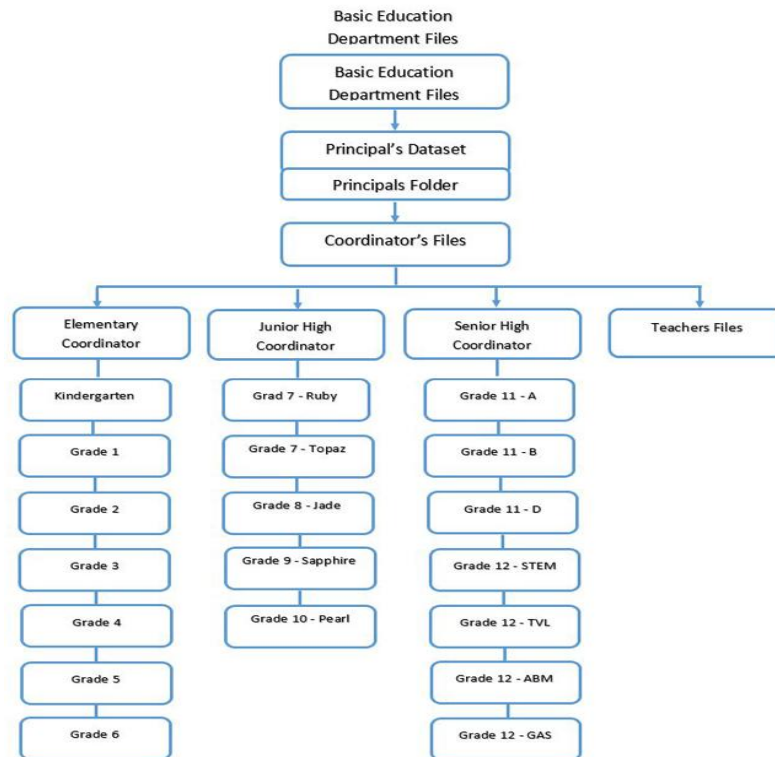 Basic Education
Department Files
Basic Education
Department Files
Principal's Dataset
Principals Folder
Coordinator's Files
Elementary
Coordinator
Junior High
Coordinator
Senior High
Coordinator
Teachers Files
Kindergarten
Grad 7 - Ruby
Grade 11 - A
Grade 1
Grade 7 - Topaz
Grade 11 - B
Grade 2
Grade 8 - Jade
Grade 11 - D
Grade 3
Grade 9 - Sapphire
Grade 12 - STEM
Grade 4
Grade 10 - Pearl
Grade 12 - TVL
Grade 5
Grade 12 - ABM
Grade 6
Grade 12 - GAS